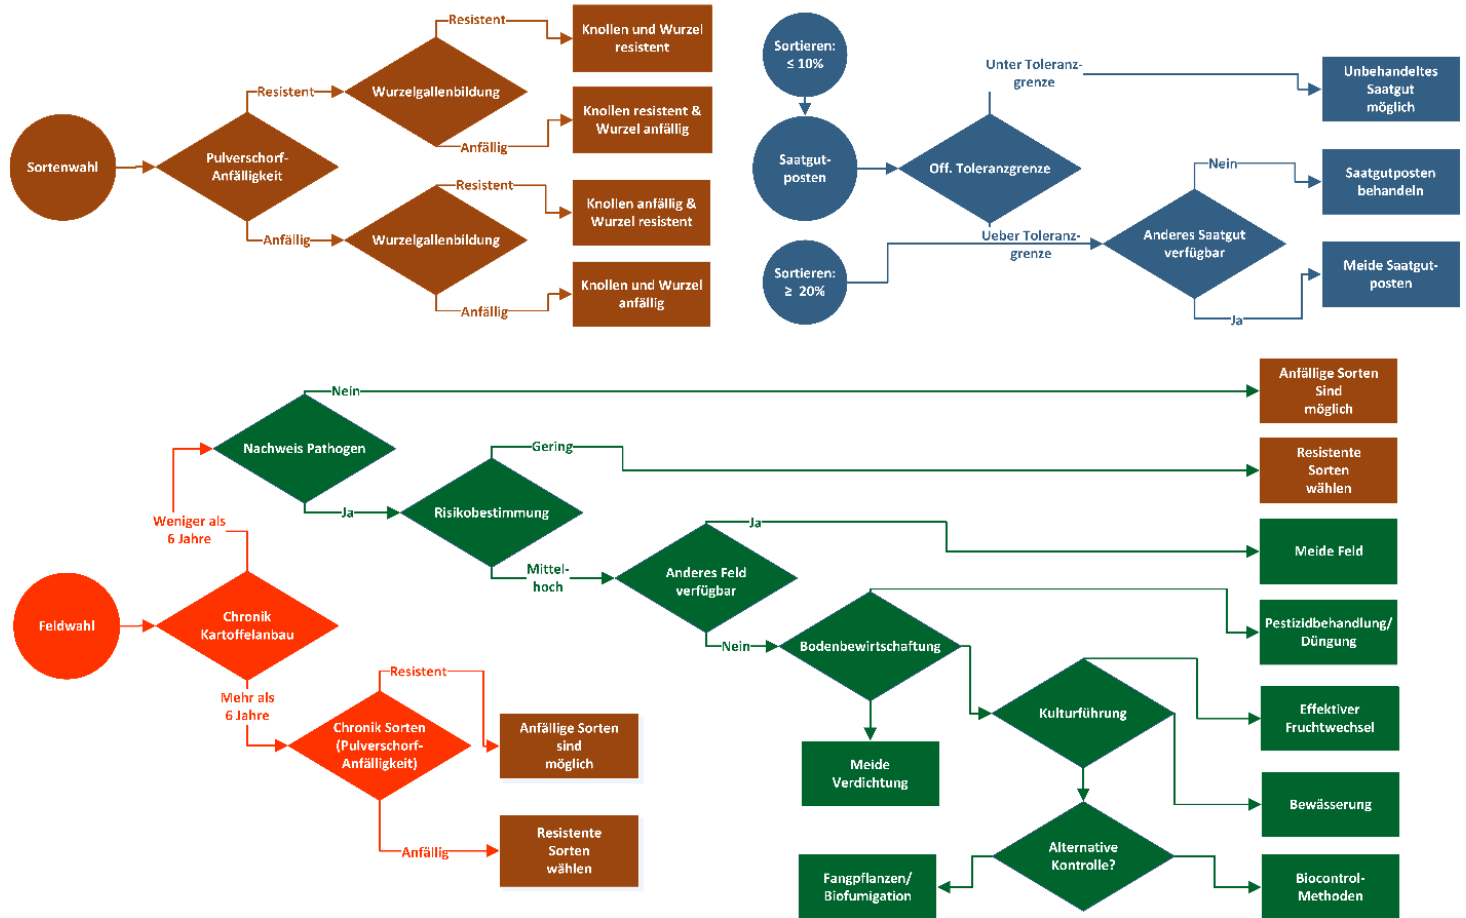 Sortenwahl
Pulverschorf-
Anfälligkeit
Resistent
Anfällig
Wurzelgallenbildung
Resistent
Anfällig
Knollen und Wurzel
resistent
Knollen resistent &
Wurzel anfällig
Wurzelgallenbildung
Resistent
Anfällig
Knollen anfällig &
Wurzel resistent
Knollen und Wurzel
anfällig
Sortieren:
≤ 10%
Saatgut-
posten
Sortieren:
≥ 20%
Off. Toleranzgrenze
Unter Toleranz-
grenze
Ueber Toleranz-
grenze
Unbehandeltes
Saatgut
möglich
Anderes Saatgut
verfügbar
Nein
Ja
Saatgutposten
behandeln
Meide Saatgut-
posten
Feldwahl
Chronik
Kartoffelanbau
Weniger als
6 Jahre
Mehr als
6 Jahre
Nachweis Pathogen
Nein
Ja
Anfällige Sorten
Sind
möglich
Risikobestimmung
Gering
Mittel-
hoch
Resistente
Sorten
wählen
Anderes Feld
verfügbar
Ja
Nein
Meide Feld
Bodenbewirtschaftung
Pestizidbehandlung/
Düngung
Meide
Verdichtung
Kulturführung
Effektiver
Fruchtwechsel
Bewässerung
Alternative
Kontrolle?
Fangpflanzen/
Biofumigation
Biocontrol-
Methoden
Chronik Sorten
(Pulverschorf-
Anfälligkeit)
Resistent
Anfällig
Anfällige Sorten
sind
möglich
Resistente
Sorten
wählen